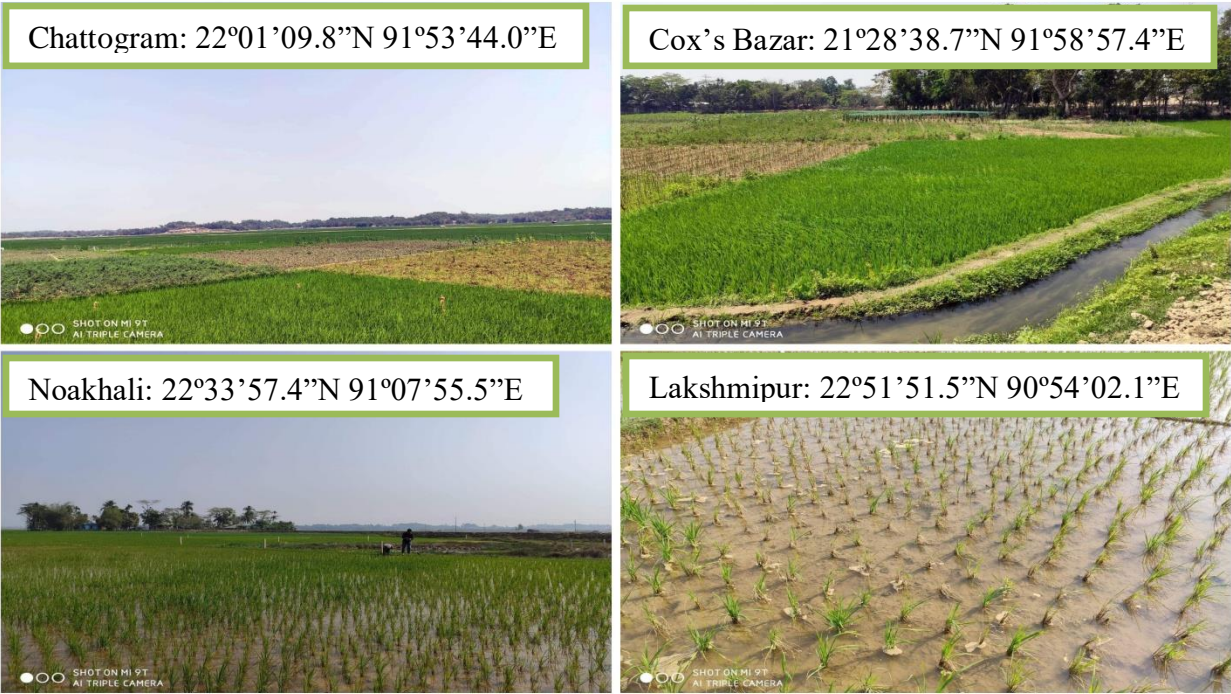 Chattogram: 22º01’09.8”N 91º53’44.0”E
Cox’s Bazar: 21º28’38.7”N 91º58’57.4”E
SHOT ON MI 9T
AI TRIPLE CAMERA
SHOT ON MI 9T
AI TRIPLE CAMERA
Noakhali: 22º33’57.4”N 91º07’55.5”E
Lakshmipur: 22º51’51.5”N 90º54’02.1”E
SHOT ON MI 9T
AI TRIPLE CAMERA
SHOT ON MI 9T
AI TRIPLE CAMERA